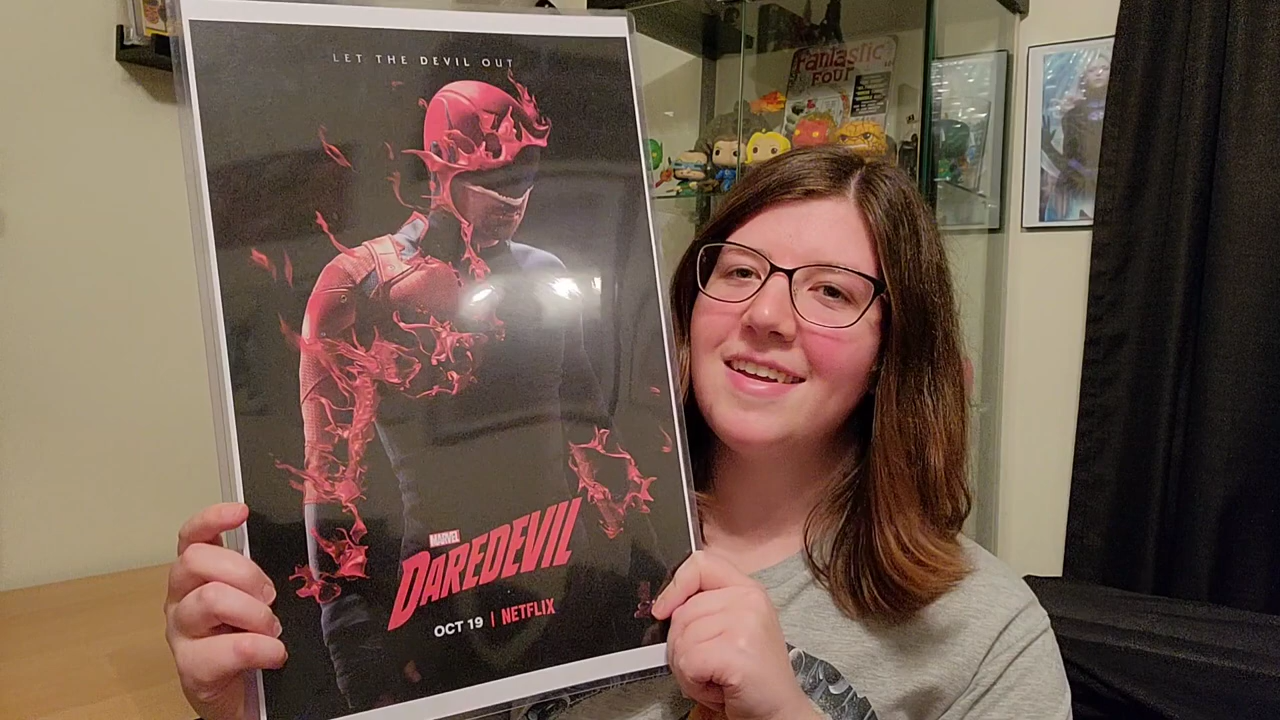 LET THE DEVIL OUT
MARVEL
DAREDEVIL
OCT 19 | NETFLIX
Fantastic
FOUR